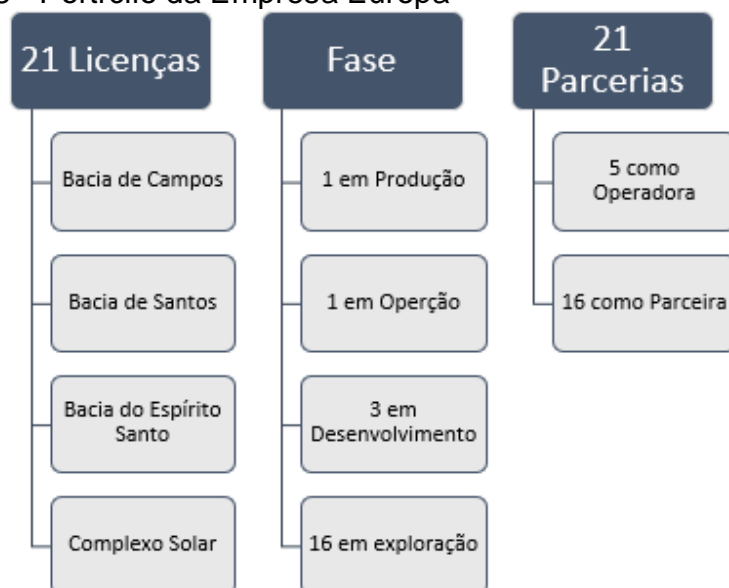 Portfólio da Empresa Europa
21 Licenças
Bacia de Campos
Bacia de Santos
Bacia do Espírito
Santo
Complexo Solar
Fase
1 em Produção
1 em Operção
3 em
Desenvolvimento
16 em exploração
21
Parcerias
5 como
Operadora
16 como Parceira